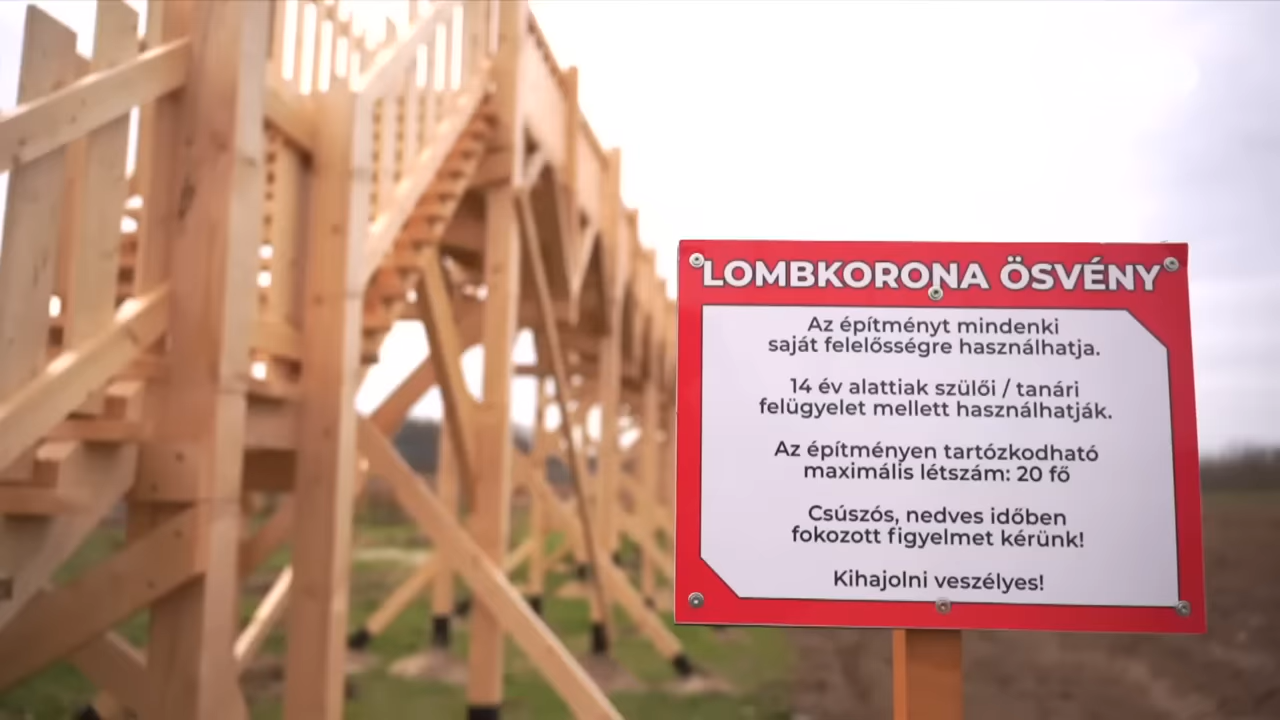 LOMBKORONA ÖSVÉNY
Az építményt mindenki
saját felelősségre használhatja.
14 év alattiak szülői / tanári
felügyelet mellett használhatják.
Az építményen tartózkodható
maximális létszám: 20 fő
Csúszós, nedves időben
fokozott figyelmet kérünk!
Kihajolni veszélyes!